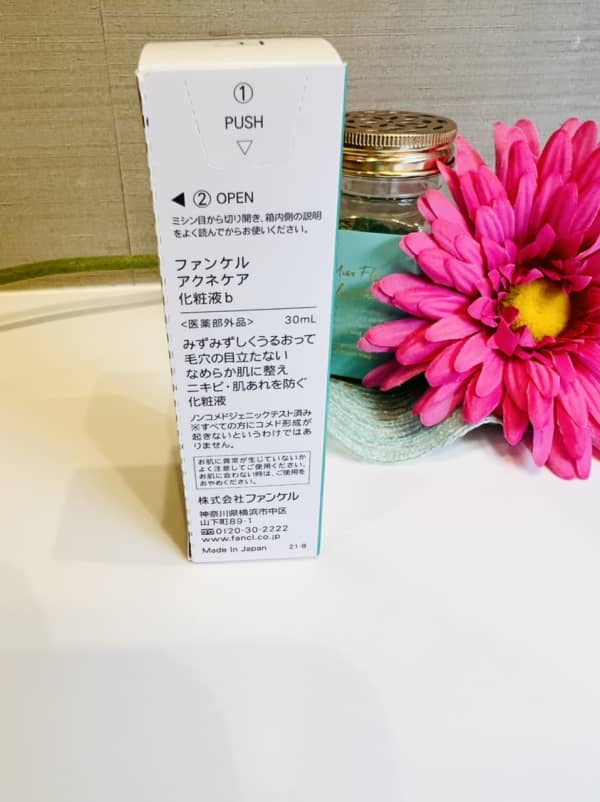 ①
PUSH
▽
◀ ② OPEN
ミシン目から切り開き、箱内側の説明
をよく読んでからお使いください。
ファンケル
アクネケア
化粧液b
<医薬部外品> 30mL
みずみずしくうるおって
毛穴の目立たない
なめらか肌に整え
ニキビ・肌あれを防ぐ
化粧液
ノンコメドジェニックテスト済み
※すべての方にコメド形成が
起きないというわけではあ
りません。
お肌に異常が生じていないか
よく注意してご使用ください。
お肌に合わない時は、ご使用を
おやめください。
株式会社ファンケル
神奈川県横浜市中区
山下町89-1
0120-30-2222
www.fancl.co.jp
Made in Japan 21-B